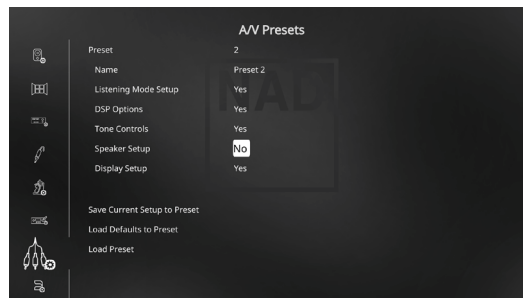 A/V Presets
Preset 2
Name Preset 2
Listening Mode Setup Yes
DSP Options Yes
Tone Controls Yes
Speaker Setup No
Display Setup Yes
Save Current Setup to Preset
Load Defaults to Preset
Load Preset
NAD